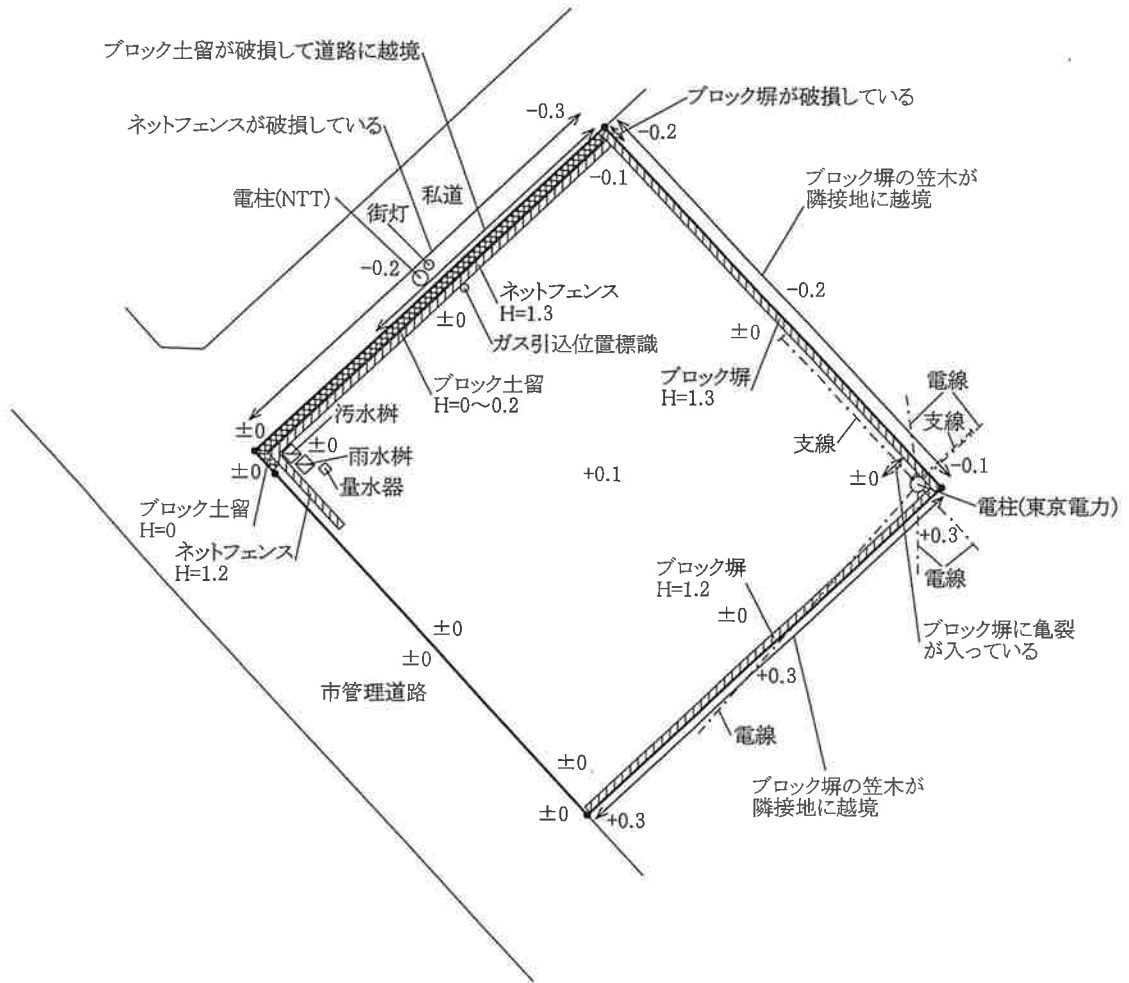 ブロック土留が破損して道路に越境
ネットフェンスが破損している
電柱(NTT)
街灯
私道
-0.3
-0.2
ブロック塀が破損している
-0.2
-0.1
ブロック塀の笠木が
隣接地に越境
-0.2
ネットフェンス
H=1.3
±0
ガス引込位置標識
±0
ブロック塀
H=1.3
ブロック土留
H=0~0.2
電線
支線
支線
汚水桝
±0
±0
±0
雨水桝
量水器
+0.1
±0
-0.1
電柱(東京電力)
ブロック土留
H=0
ネットフェンス
H=1.2
+0.3
電線
ブロック塀
H=1.2
±0
ブロック塀に亀裂
が入っている
±0
±0
市管理道路
+0.3
電線
±0
±0
+0.3
ブロック塀の笠木が
隣接地に越境